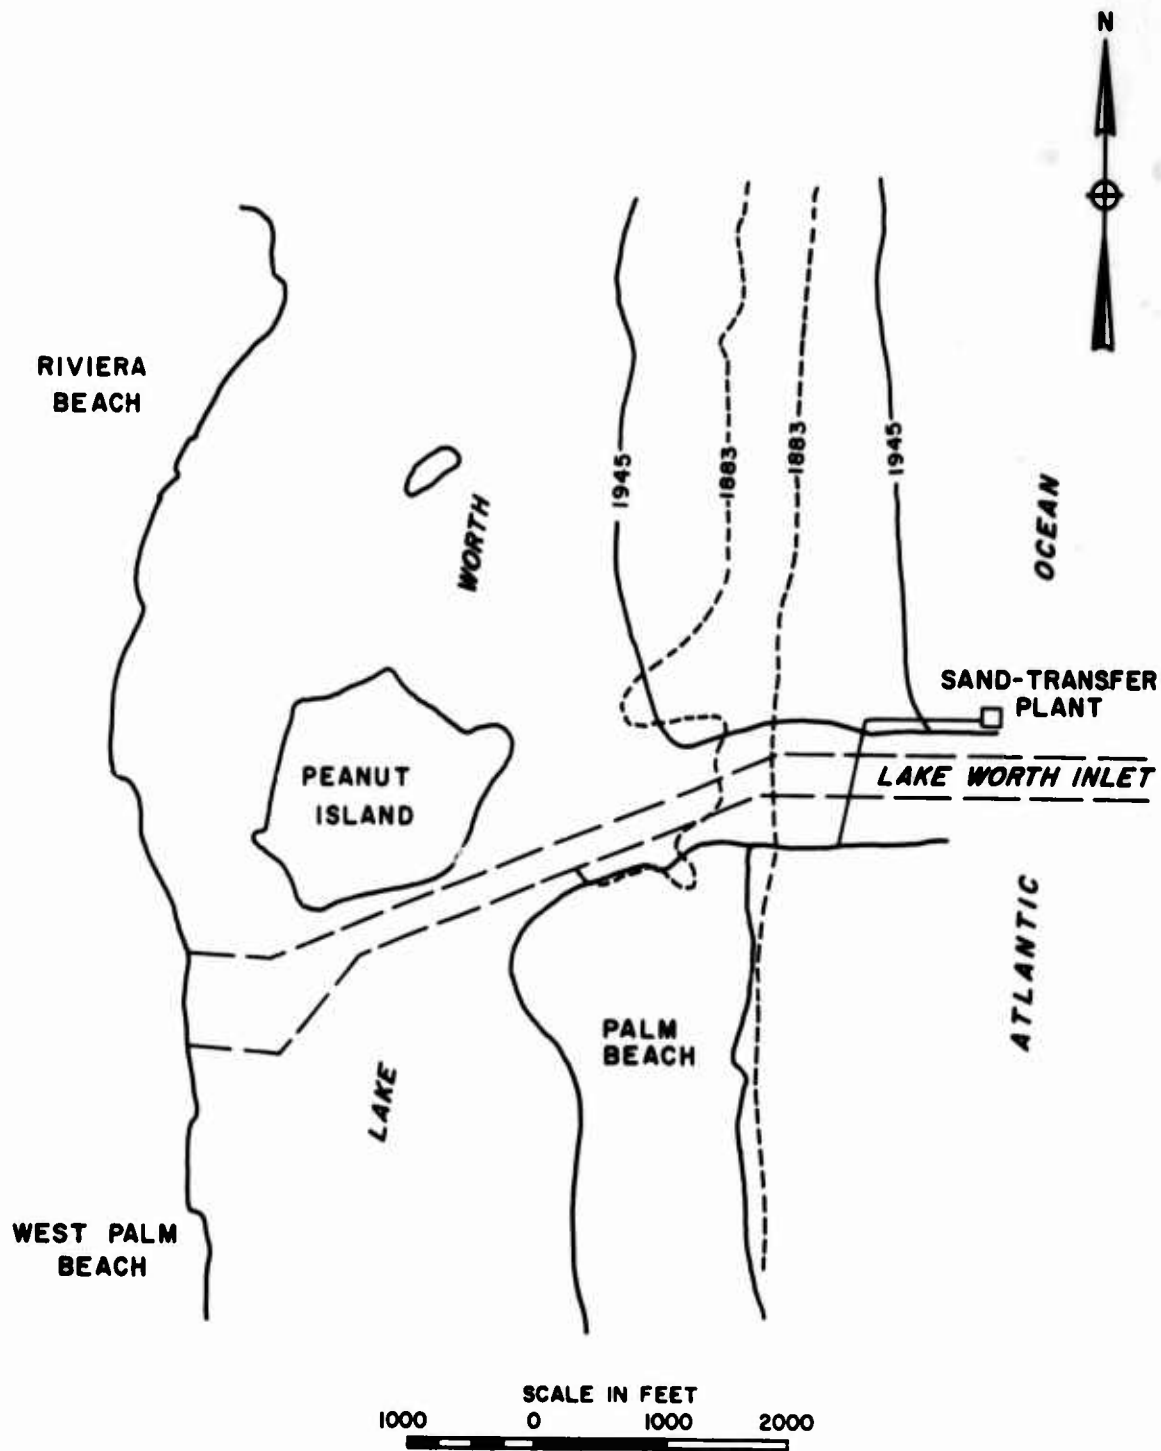 N
RIVIERA
BEACH
1945
1883
1883
1945
WORTH
OCEAN
SAND-TRANSFER
PLANT
PEANUT
ISLAND
LAKE WORTH INLET
ATLANTIC
PALM
BEACH
LAKE
WEST PALM
BEACH
SCALE IN FEET
1000 0 1000 2000